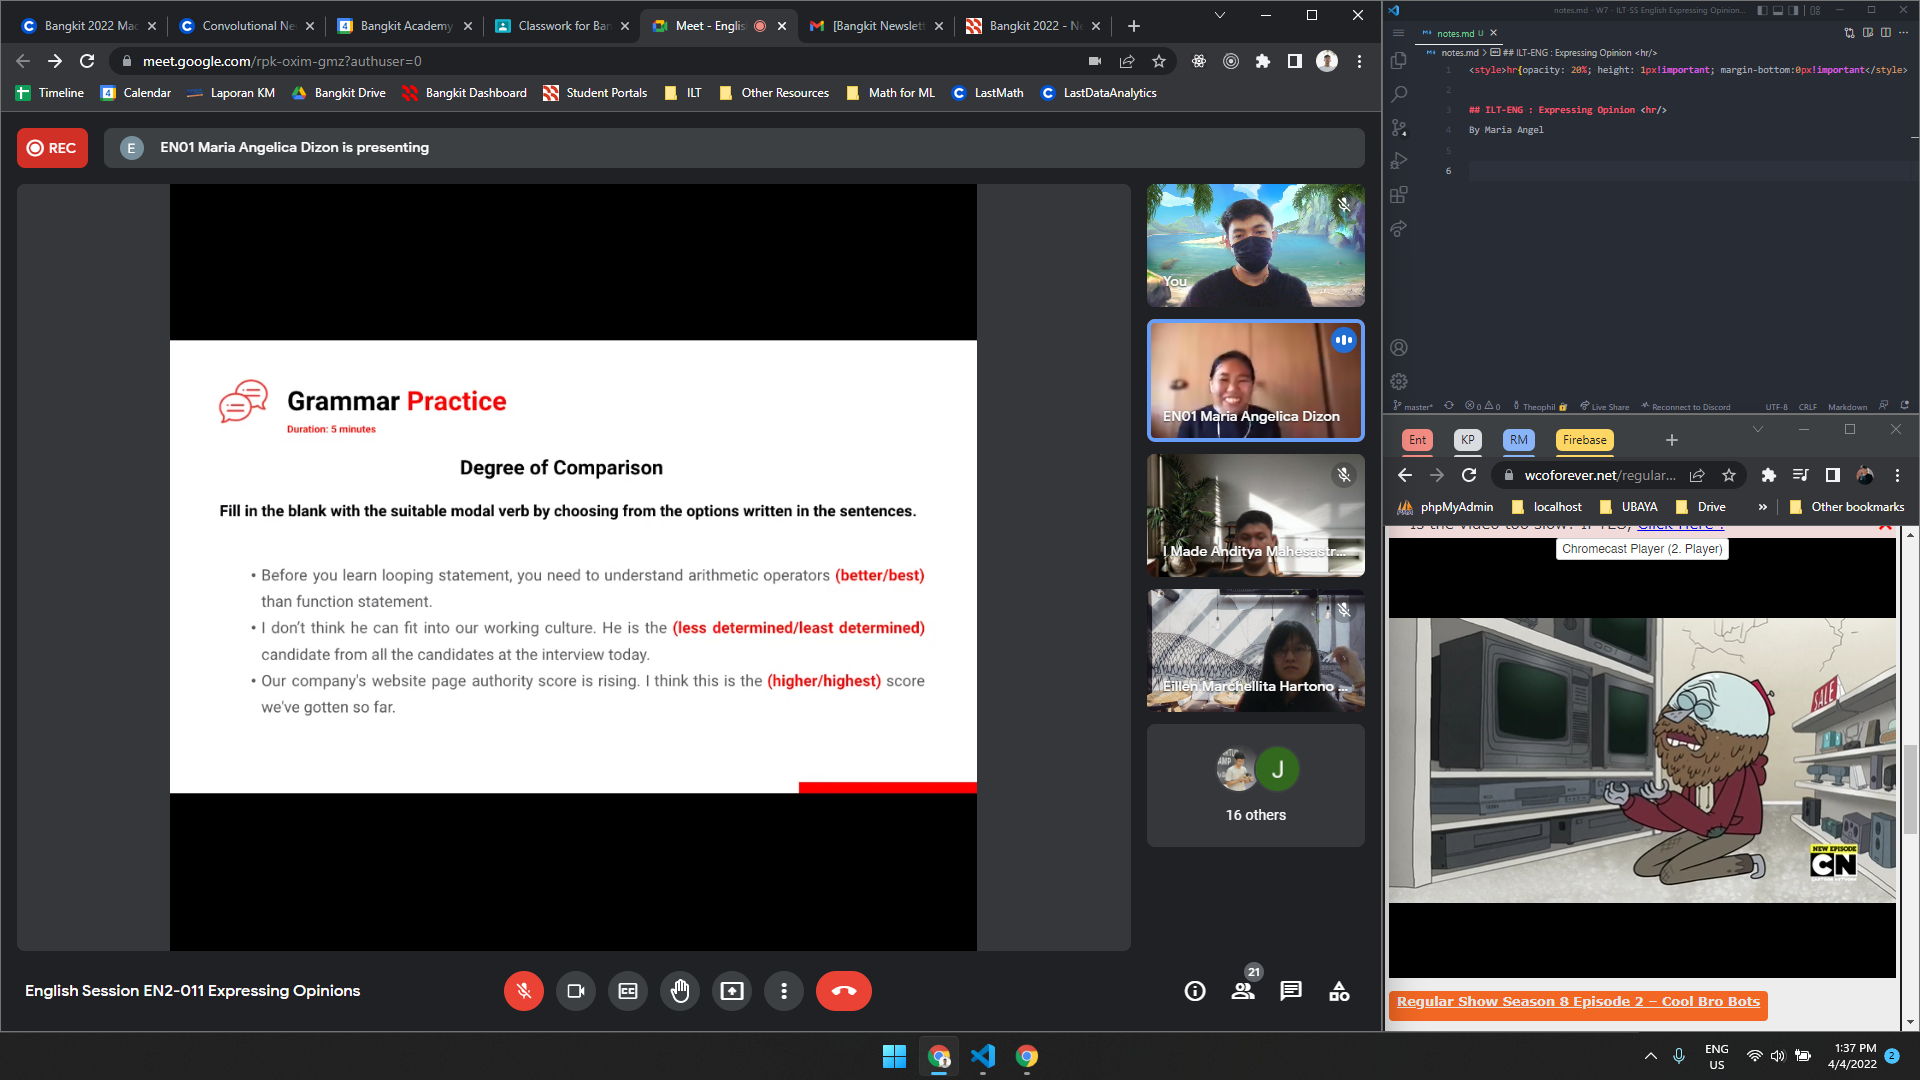 Bangkit 2022 Mac
Convolutional Ne
Bangkit Academy
Classwork for Ban
Meet - Englis
[Bangkit Newslett
Bangkit 2022 - Ne
meet.google.com/rpk-oxim-gmz?authuser=0
Timeline
Calendar
Laporan KM
Bangkit Drive
Bangkit Dashboard
Student Portals
ILT
Other Resources
Math for ML
LastMath
LastDataAnalytics
REC
E
EN01 Maria Angelica Dizon is presenting
Grammar Practice
Duration: 5 minutes
Degree of Comparison
Fill in the blank with the suitable modal verb by choosing from the options written in the sentences.
• Before you learn looping statement, you need to understand arithmetic operators (better/best)
than function statement.
• I don't think he can fit into our working culture. He is the (less determined/least determined)
candidate from all the candidates at the interview today.
• Our company's website page authority score is rising. I think this is the (higher/highest) score
we've gotten so far.
You
EN01 Maria Angelica Dizon
I Made Anditya Mahesastr...
Eillen Marchellita Hartono ...
J
16 others
English Session EN2-011 Expressing Opinions
21
notes.md - W7 - ILT-SS English Expressing Opinion...
notes.md U
notes.md > ## ILT-ENG : Expressing Opinion <hr/>
1 <style>hr{opacity: 20%; height: 1px!important; margin-bottom:0px!important</style>
2
3 ## ILT-ENG : Expressing Opinion <hr/>
4 By Maria Angel
5
6
4
master*
0 0
Theophil
Live Share
Reconnect to Discord
UTF-8
CRLF
Markdown
Ent
KP
RM
Firebase
wcoforever.net/regular...
phpMyAdmin
localhost
UBAYA
Drive
»
Other bookmarks
Is the video too slow? If YES, Click Here !
Chromecast Player (2. Player)
SALE
NEW EPISODE
CN
Regular Show Season 8 Episode 2 – Cool Bro Bots
ENG
US
1:37 PM
4/4/2022
2